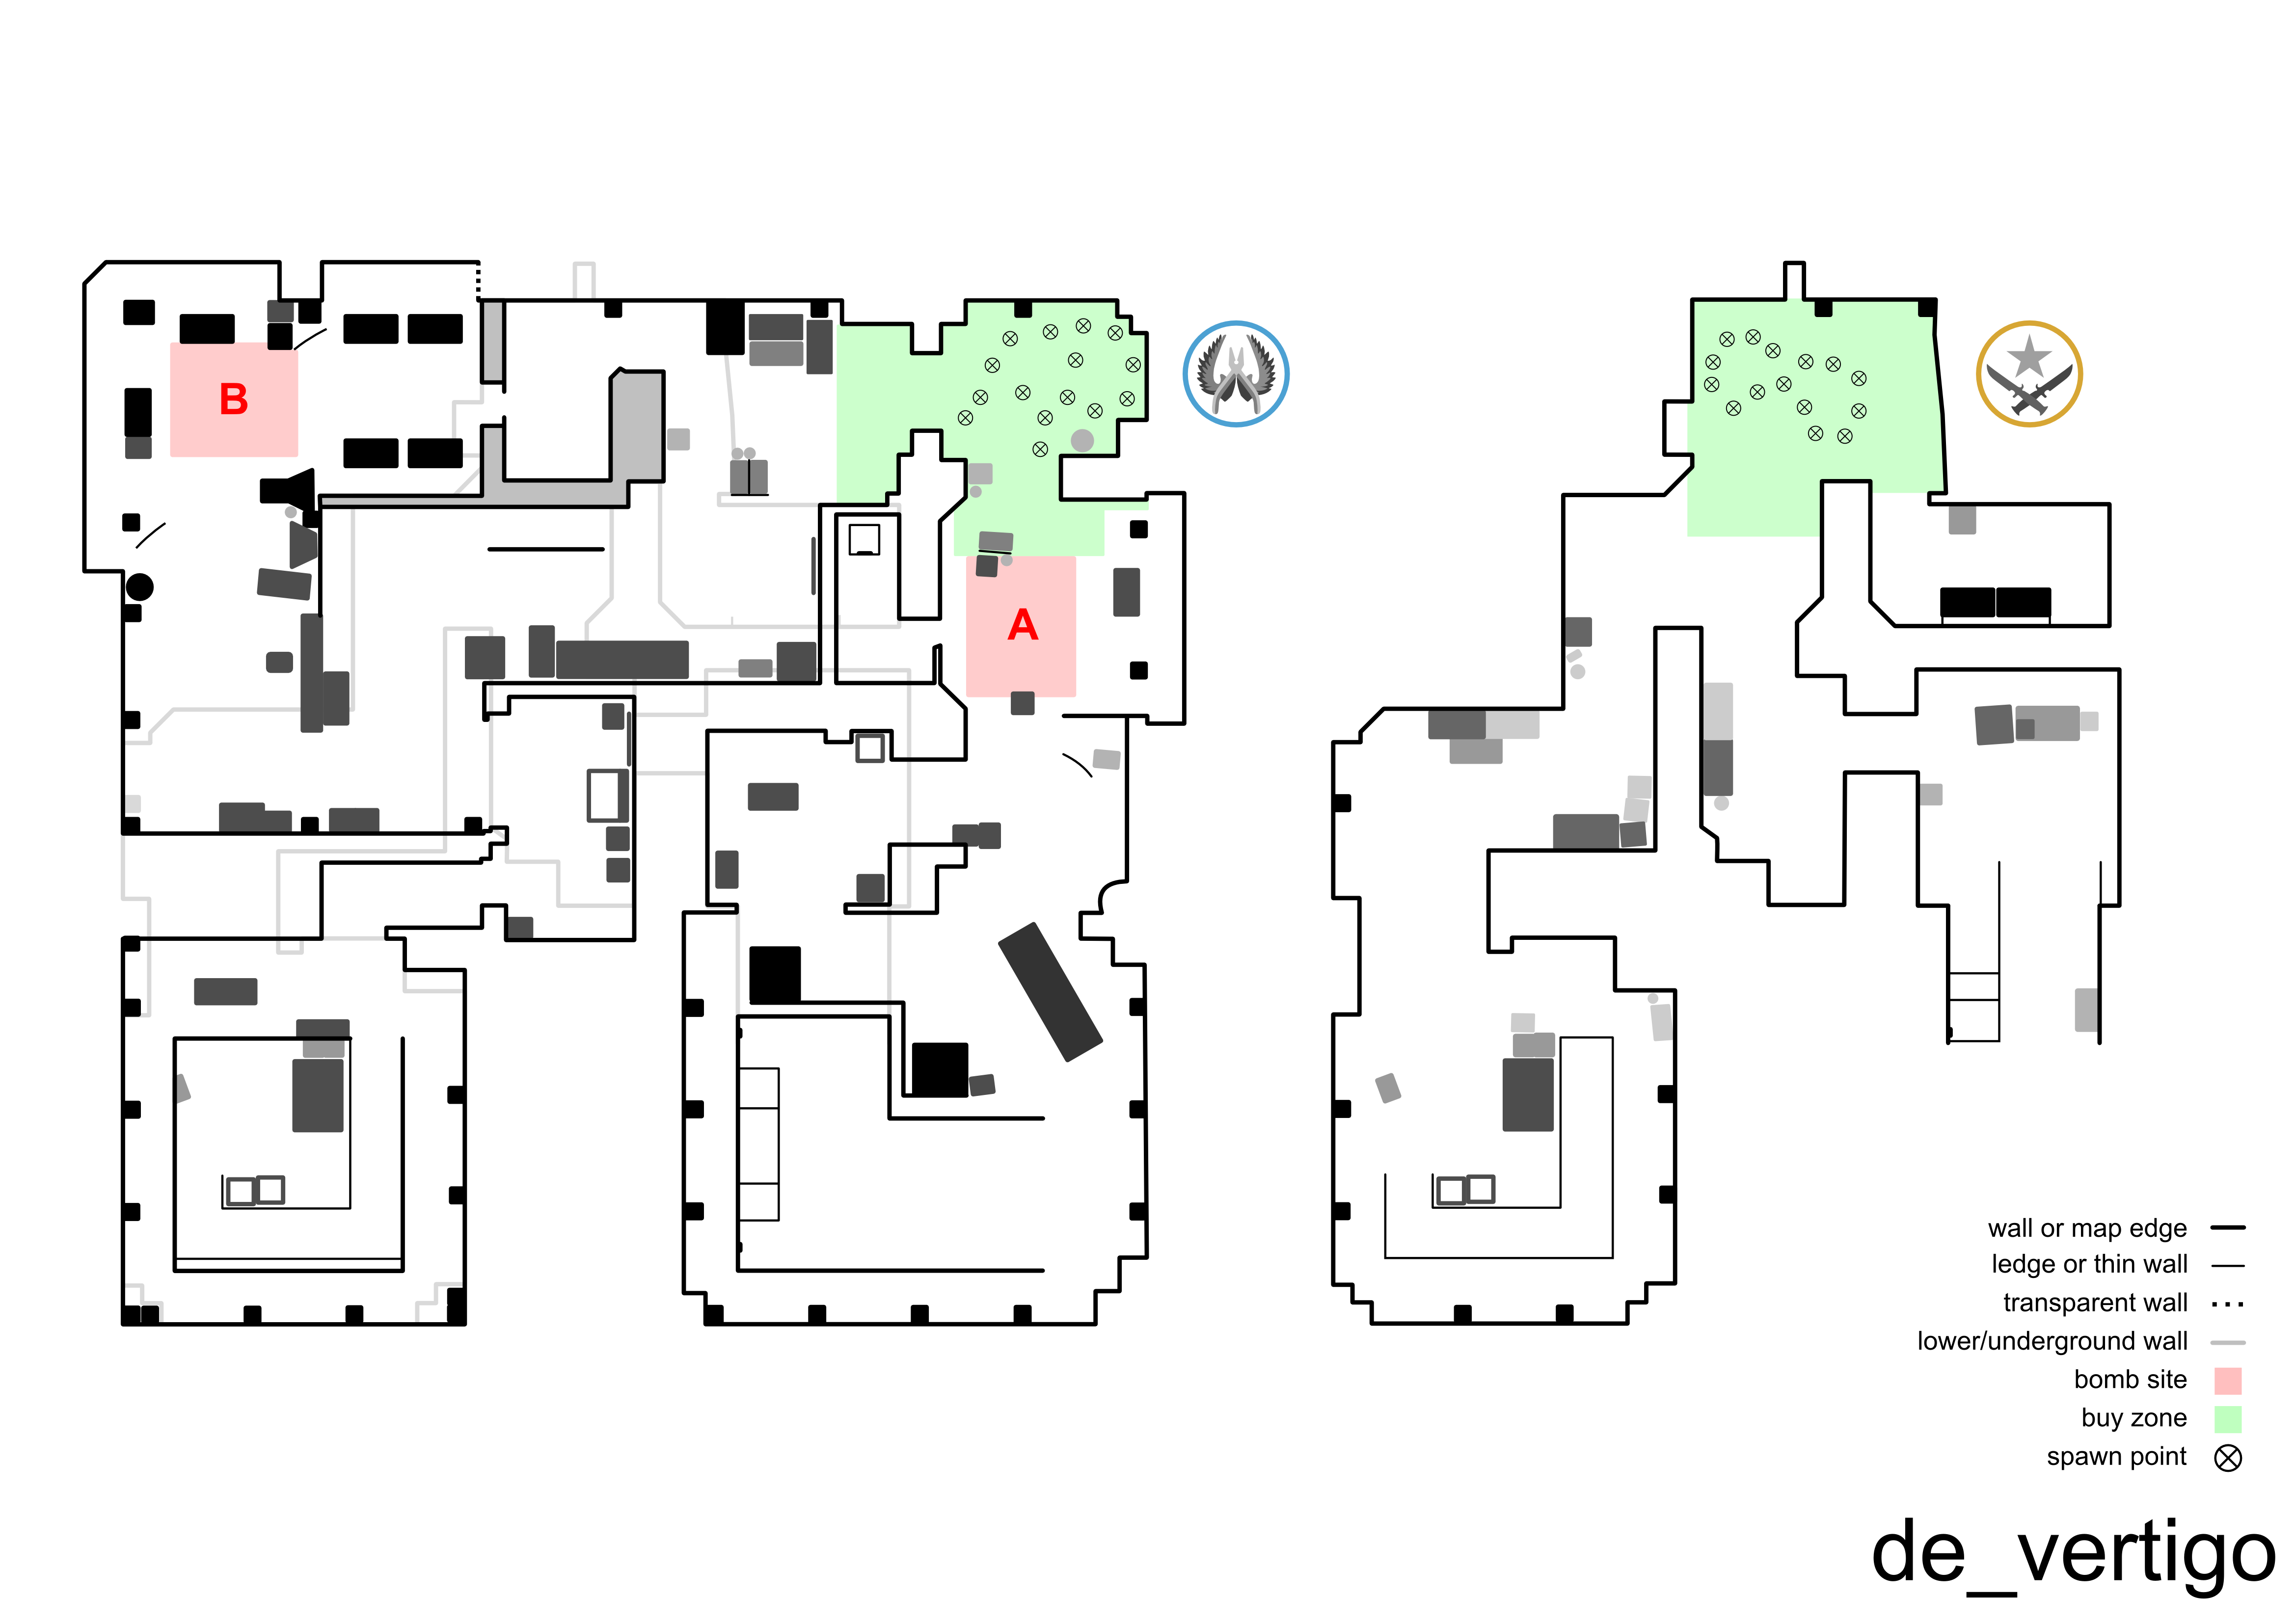 B
A
wall or map edge
ledge or thin wall
transparent wall
lower/underground wall
bomb site
buy zone
spawn point
de_vertigo